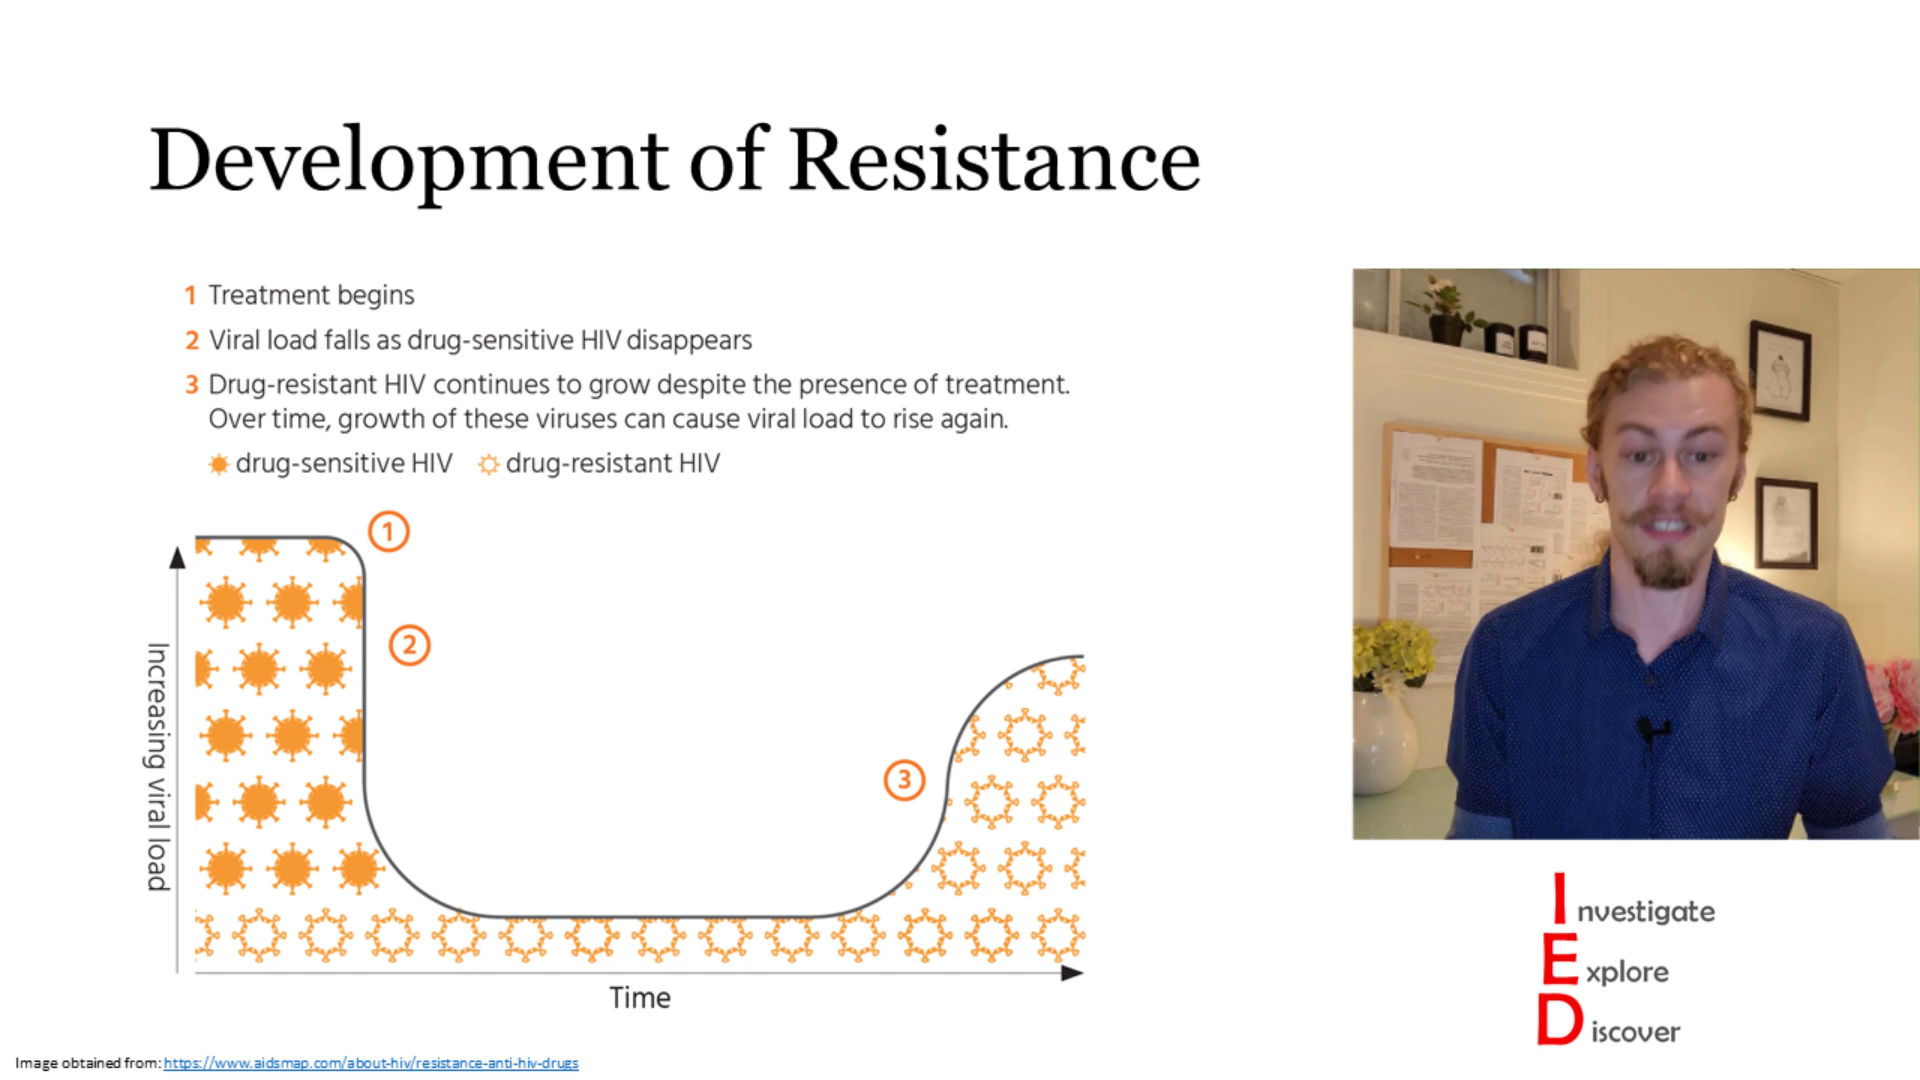 Development of Resistance
1 Treatment begins
2 Viral load falls as drug-sensitive HIV disappears
3 Drug-resistant HIV continues to grow despite the presence of treatment.
Over time, growth of these viruses can cause viral load to rise again.
drug-sensitive HIV drug-resistant HIV
1
2
3
Increasing viral load
Time
Investigate
Explore
Discover
Image obtained from: https://www.aidsmap.com/about-hiv/resistance-anti-hiv-drugs